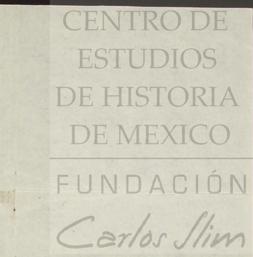 CENTRO DE
ESTUDIOS
DE HISTORIA
DE MEXICO
FUNDACIÓN
Carlos Slim